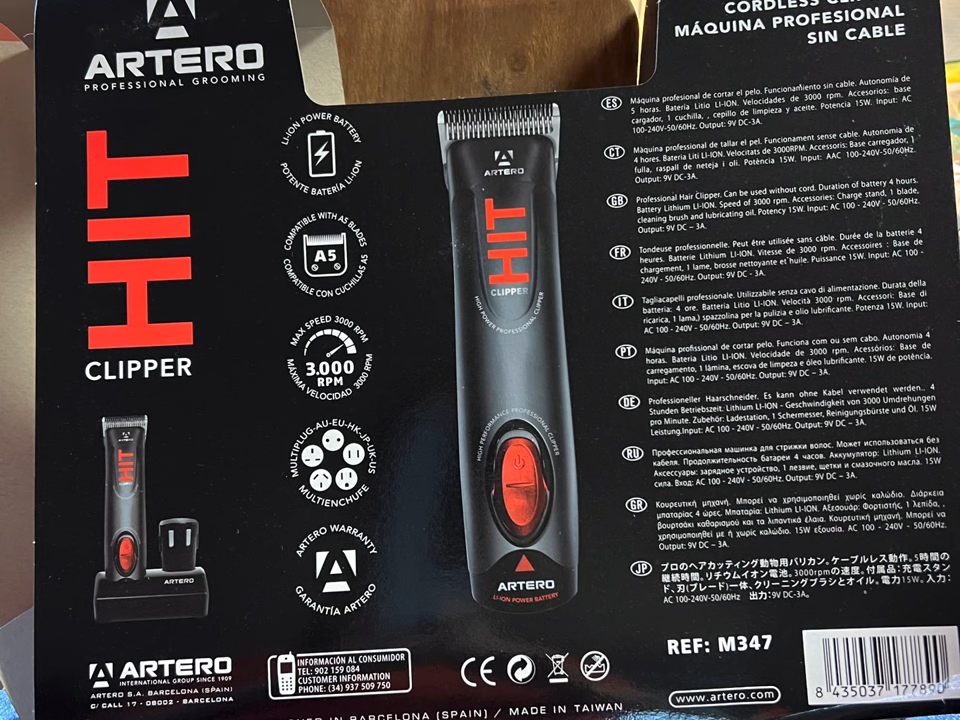 ARTERO
PROFESSIONAL GROOMING
HIT
CLIPPER
ARTERO
HIT
LI-ION POWER BATTERY
POTENTE BATERÍA LI-ION
COMPATIBLE WITH A5 BLADES
A5
COMPATIBLE CON CUCHILLAS A5
MAX SPEED 3000 RPM
3.000
RPM
MÁXIMA VELOCIDAD 3000 RPM
MULTIPLUG-AU-EU-HK-JP-UK-US
MULTIENCHUFE
ARTERO WARRANTY
GARANTÍA ARTERO
ARTERO
HIT
CLIPPER
HIGH POWER PROFESSIONAL CLIPPER
HIGH PERFORMANCE PROFESSIONAL CLIPPER
ARTERO
LI-ION POWER BATTERY
CORDLESS
MÁQUINA PROFESIONAL
SIN CABLE
ES Máquina profesional de cortar el pelo. Funcionamiento sin cable. Autonomía de
5 horas. Batería Litio LI-ION. Velocidades de 3000 rpm. Accesorios: base
cargador, 1 cuchilla, , cepillo de limpieza y aceite. Potencia 15W. Input: AC
100-240V-50/60Hz. Output: 9V DC-3A.
CT Màquina professional de tallar el pel. Funcionament sense cable. Autonomia de
4 hores. Bateria Liti LI-ION. Velocitats de 3000RPM. Accessoris: Base carregador, 1
fulla, raspall de neteja i oli. Potència 15W. Input: AAC 100-240V-50/60Hz.
Output: 9V DC-3A.
GB Professional Hair Clipper. Can be used without cord. Duration of battery 4 hours.
Battery Lithium LI-ION. Speed of 3000 rpm. Accessories: Charge stand, 1 blade,
cleaning brush and lubricating oil. Potency 15W. Input: AC 100 - 240V - 50/60Hz.
Output: 9V DC – 3A.
FR Tondeuse professionnelle. Peut être utilisée sans câble. Durée de la batterie 4
heures. Batterie Lithium LI-ION. Vitesse de 3000 rpm. Accessoires : Base de
chargement, 1 lame, brosse nettoyante et huile. Puissance 15W. Input: AC 100 -
240V - 50/60Hz. Output: 9V DC - 3A.
IT Tagliacapelli professionale. Utilizzabile senza cavo di alimentazione. Durata della
batteria: 4 ore. Batteria Litio LI-ION. Velocità 3000 rpm. Accessori: Base di
ricarica, 1 lama,) spazzolina per la pulizia e olio lubrificante. Potenza 15W. Input:
AC 100 - 240V - 50/60Hz. Output: 9V DC – 3A.
PT Máquina profissional de cortar pelo. Funciona com ou sem cabo. Autonomia 4
horas. Bateria Litio LI-ION. Velocidade de 3000 rpm. Acessórios: Base de
carregamento, 1 lâmina, escova de limpeza e óleo lubrificante. 15W de potência.
Input: AC 100 - 240V - 50/60Hz. Output: 9V DC – 3A.
DE Professioneller Haarschneider. Es kann ohne Kabel verwendet werden.. 4
Stunden Betriebszeit. Lithium LI-ION - Geschwindigkeit von 3000 Umdrehungen
pro Minute. Zubehör: Ladestation, 1 Schermesser, Reinigungsbürste und Öl. 15W
Leistung.Input: AC 100 - 240V - 50/60Hz. Output: 9V DC – 3A.
RU Профессиональная машинка для стрижки волос. Может использоваться без
кабеля. Продолжительность батареи 4 часов. Аккумулятор: Lithium LI-ION.
Аксессуары: зарядное устройство, 1 лезвие, щетки и смазочного масла. 15W
сила. Вход: AC 100 - 240V - 50/60Hz. Output: 9V DC – 3A.
GR Κουρευτική μηχανή. Μπορεί να χρησιμοποιηθεί χωρίς καλώδιο. Διάρκεια
μπαταρίας 4 ώρες. Μπαταρία: Lithium LI-ION. Αξεσουάρ: Φορτιστής, 1 λεπίδα, ,
βουρτσάκι καθαρισμού και τα λιπαντικά έλαια. Κουρευτική μηχανή. Μπορεί να
χρησιμοποιηθεί με ή χωρίς καλώδιο. 15W εξουσία. AC 100 - 240V - 50/60Hz.
Output: 9V DC – 3A.
JP プロのヘアカッティング動物用バリカン。ケーブルレス動作。5時間の
継続時間。リチウムイオン電池。3000rpmの速度。付属品：充電スタン
ド、刃(ブレード)一体、クリーニングブラシとオイル。電力15W。入力：
AC 100-240V-50/60Hz 出力：9V DC-3A。
ARTERO
INTERNATIONAL GROUP SINCE 1909
ARTERO S.A. BARCELONA (SPAIN)
C/ CALL 17 - 08002 - BARCELONA
INFORMACIÓN AL CONSUMIDOR
TEL: 902 159 084
CUSTOMER INFORMATION
PHONE: (34) 937 509 750
CE
REF: M347
www.artero.com
8 435037 177890
IN BARCELONA (SPAIN) / MADE IN TAIWAN